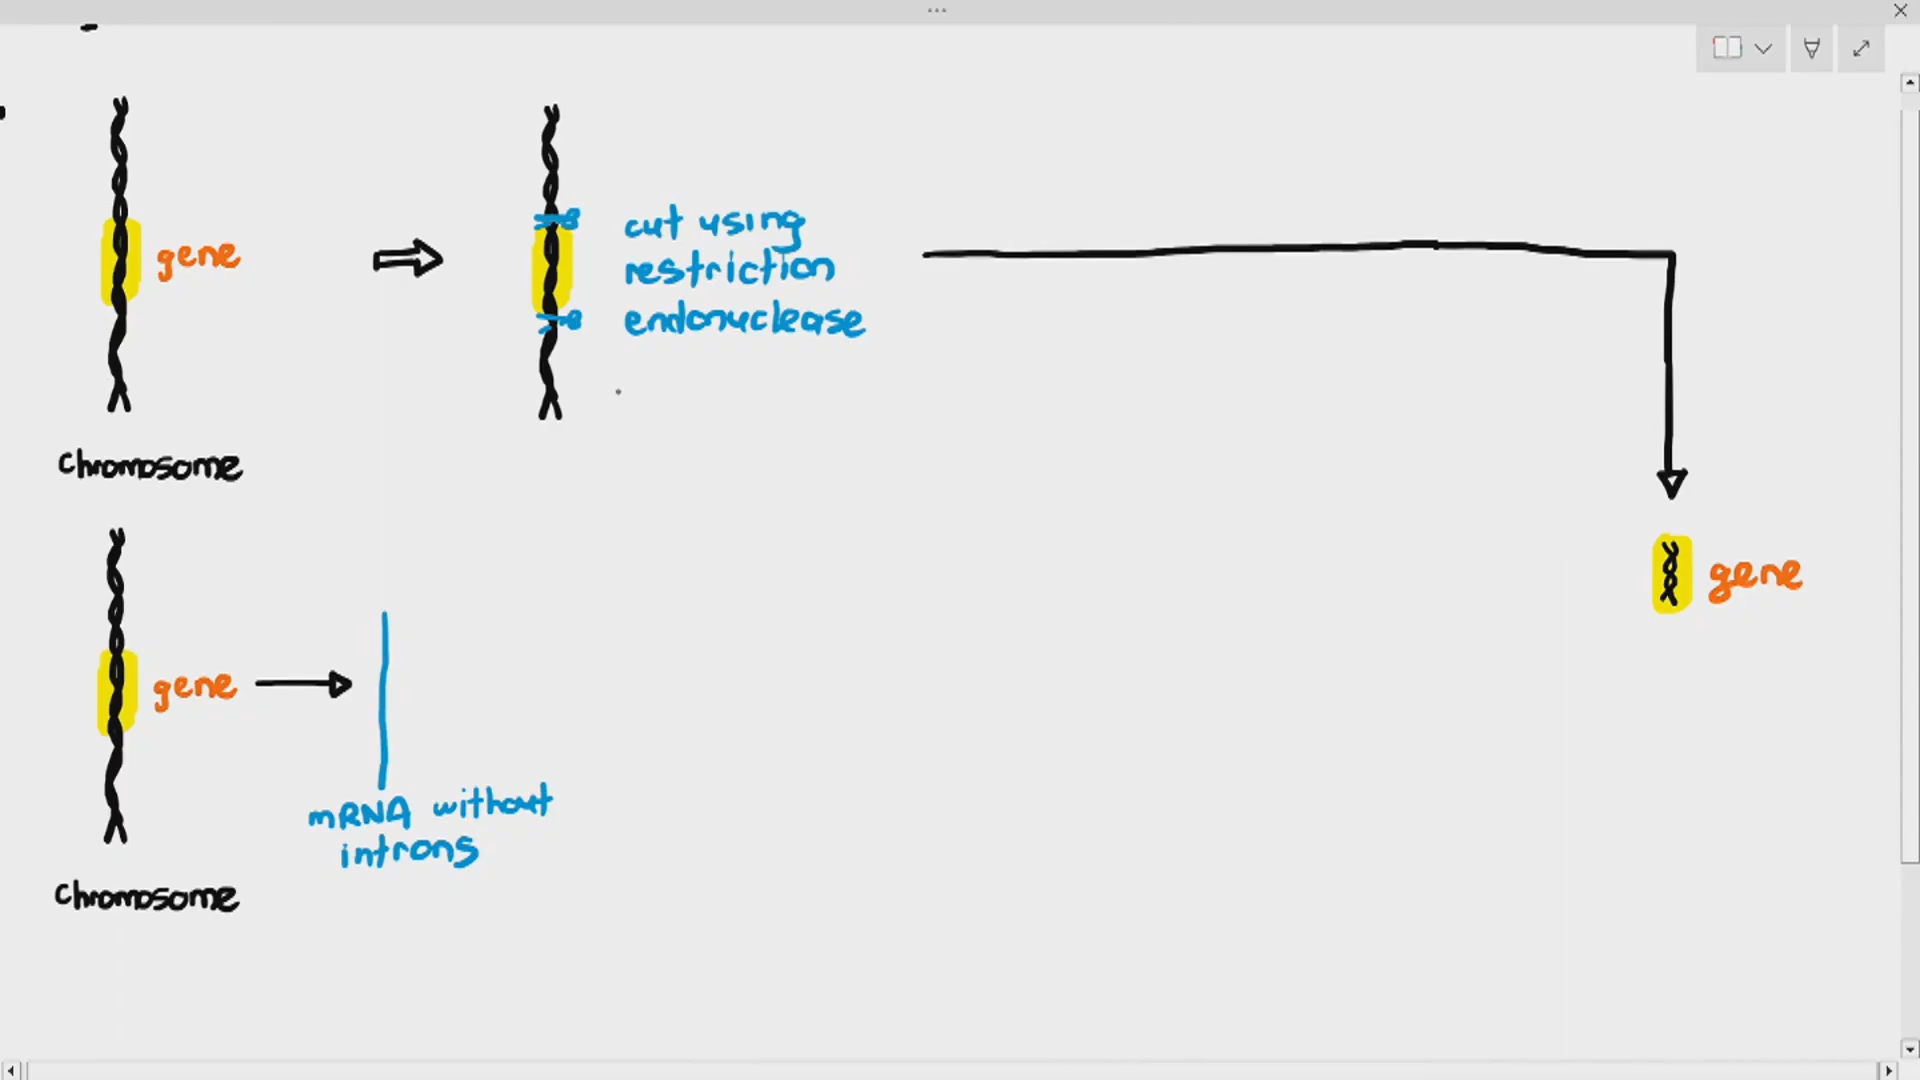 gene
cut using
restriction
endonuclease
Chromosome
gene
gene
mRNA without
introns
Chromosome